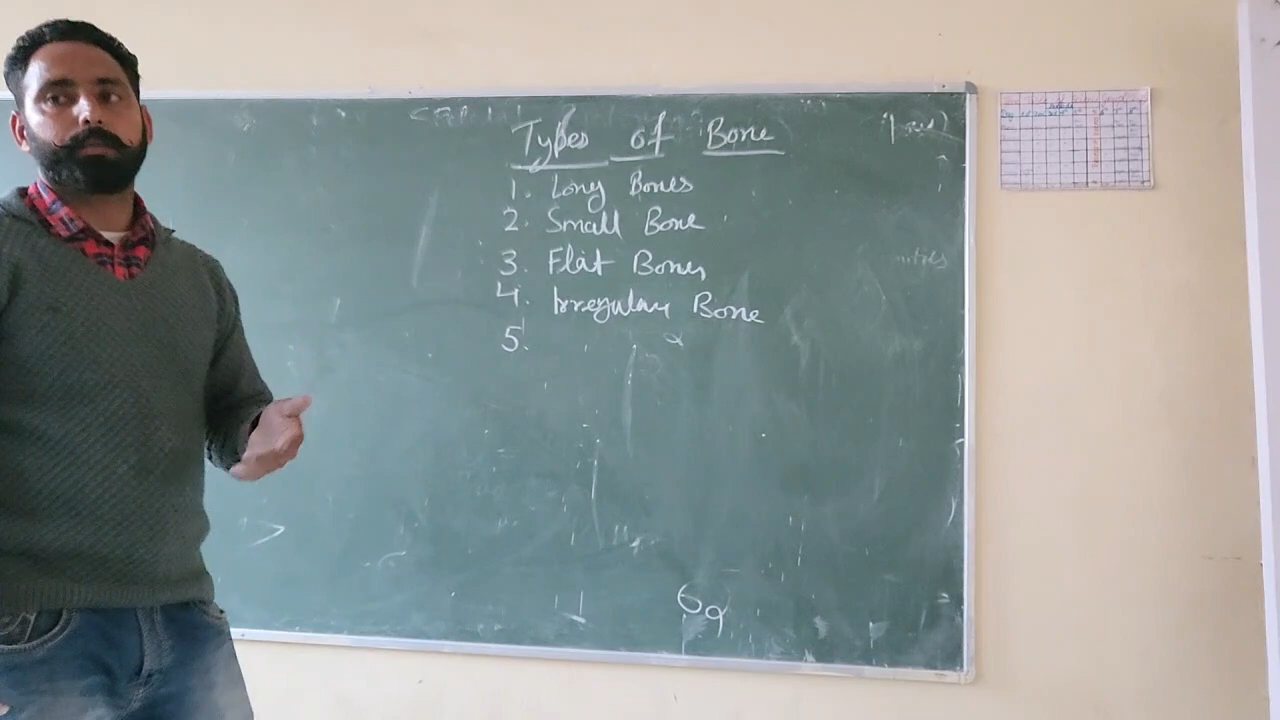 Types of Bone
1. Long Bones
2. Small Bone
3. Flat Bones
4. Irregular Bone
5.
69